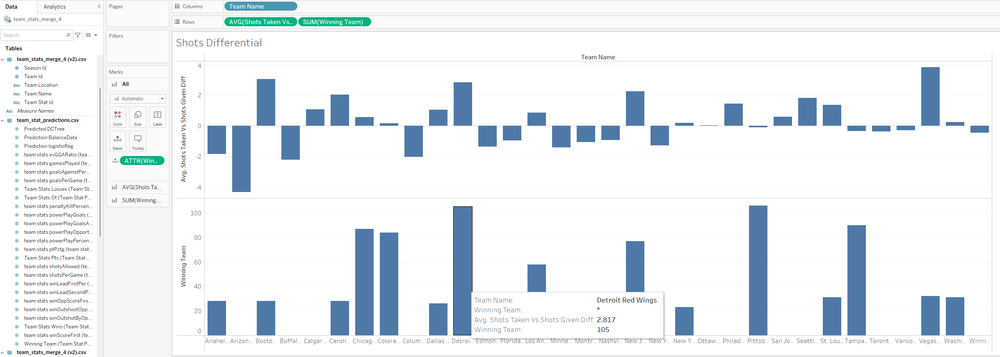 Data
Analytics
team_stats_merge_4
Search
Tables
team_stats_merge_4 (v2).csv
Season Id
Team Id
Abc Team Location
Abc Team Name
Abc Team Stat Id
Abc Measure Names
team_stat_predictions.csv
Predicted DCTree
Prediction BalanceData
Prediction logisticReg
team stats evGGARatio (tea...
team stats gamesPlayed (te...
team stats goalsAgainstPer...
team stats goalsPerGame (t...
Team Stats Losses (Team St...
Team Stats Ot (Team Stat P...
team stats penaltyKillPercen...
team stats powerPlayGoals (...
team stats powerPlayGoalsA...
team stats powerPlayOpport...
team stats powerPlayPercen...
team stats ptPctg (team stat...
Team Stats Pts (Team Stat ...
team stats shotsAllowed (te...
team stats shotsPerGame (t...
team stats winLeadFirstPer (...
team stats winLeadSecondP...
team stats winOppScoreFirs...
team stats winOutshootOpp ...
team stats winOutshotByOp...
Team Stats Wins (Team Stat...
team stats winScoreFirst (te...
Winning Team (Team Stat P...
team_stats_merge_4 (v2).csv
Pages
Filters
Marks
All
Automatic
Color
Size
Label
Detail
Tooltip
ATTR(Win..
AVG(Shots Ta...
SUM(Winning ...
Columns
Team Name
Rows
AVG(Shots Taken Vs..
SUM(Winning Team)
Shots Differential
Team Name
Avg. Shots Taken Vs Shots Given Diff
4
2
0
-2
-4
Winning Team
100
80
60
40
20
0
Team Name: Detroit Red Wings
Winning Team: *
Avg. Shots Taken Vs Shots Given Diff: 2.817
Winning Team: 105
Anahei.. Arizon.. Bosto.. Buffal.. Calgar.. Caroli.. Chicag.. Colora.. Colum.. Dallas .. Detroi.. Edmon.. Florida.. Los An.. Minne.. Montr.. Nashvi.. New J.. New Y.. New Y.. Ottaw.. Philad.. Pittsb.. San Jo.. Seattl.. St. Lou.. Tampa.. Toront.. Vanco.. Vegas .. Washi.. Winni..